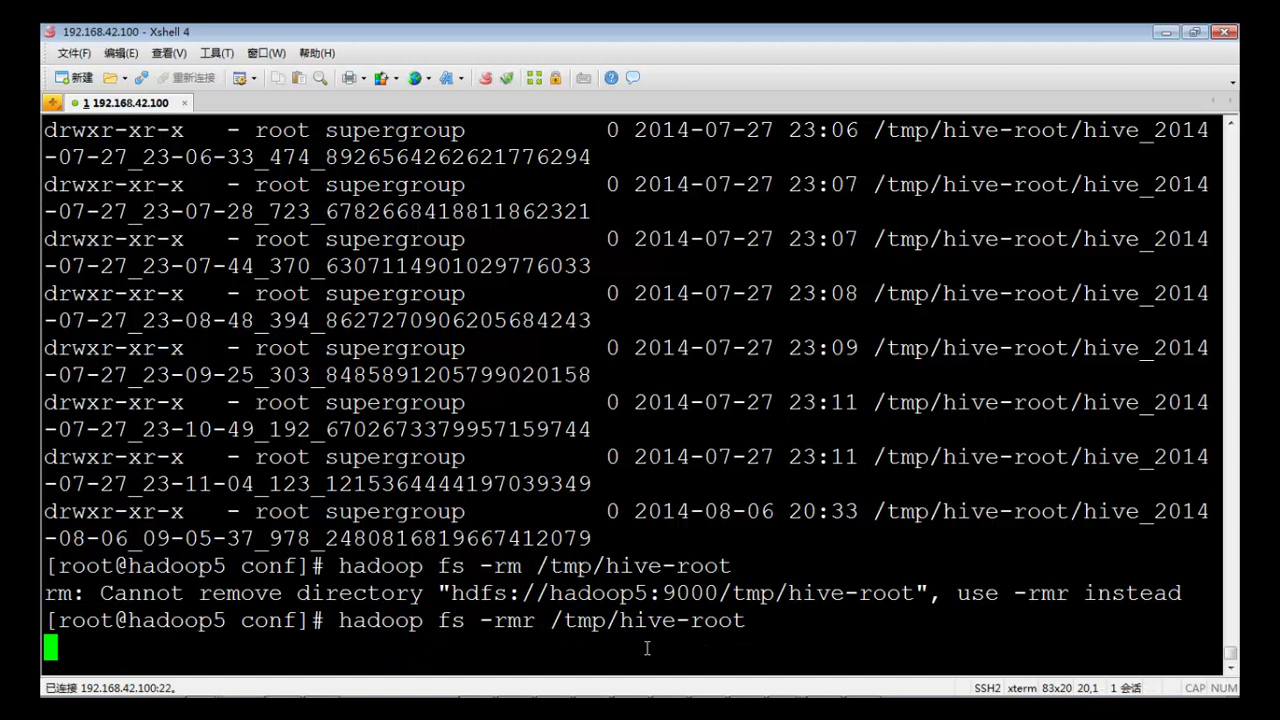 192.168.42.100 - Xshell 4
文件(F) 编辑(E) 查看(V) 工具(T) 窗口(W) 帮助(H)
新建 重新连接
1 192.168.42.100
drwxr-xr-x   - root supergroup          0 2014-07-27 23:06 /tmp/hive-root/hive_2014
-07-27_23-06-33_474_8926564262621776294
drwxr-xr-x   - root supergroup          0 2014-07-27 23:07 /tmp/hive-root/hive_2014
-07-27_23-07-28_723_6782668418811862321
drwxr-xr-x   - root supergroup          0 2014-07-27 23:07 /tmp/hive-root/hive_2014
-07-27_23-07-44_370_6307114901029776033
drwxr-xr-x   - root supergroup          0 2014-07-27 23:08 /tmp/hive-root/hive_2014
-07-27_23-08-48_394_8627270906205684243
drwxr-xr-x   - root supergroup          0 2014-07-27 23:09 /tmp/hive-root/hive_2014
-07-27_23-09-25_303_8485891205799020158
drwxr-xr-x   - root supergroup          0 2014-07-27 23:11 /tmp/hive-root/hive_2014
-07-27_23-10-49_192_6702673379957159744
drwxr-xr-x   - root supergroup          0 2014-07-27 23:11 /tmp/hive-root/hive_2014
-07-27_23-11-04_123_1215364444197039349
drwxr-xr-x   - root supergroup          0 2014-08-06 20:33 /tmp/hive-root/hive_2014
-08-06_09-05-37_978_2480816819667412079
[root@hadoop5 conf]# hadoop fs -rm /tmp/hive-root
rm: Cannot remove directory "hdfs://hadoop5:9000/tmp/hive-root", use -rmr instead
[root@hadoop5 conf]# hadoop fs -rmr /tmp/hive-root
已连接 192.168.42.100:22。 SSH2 xterm 83x20 20,1 1 会话 CAP NUM